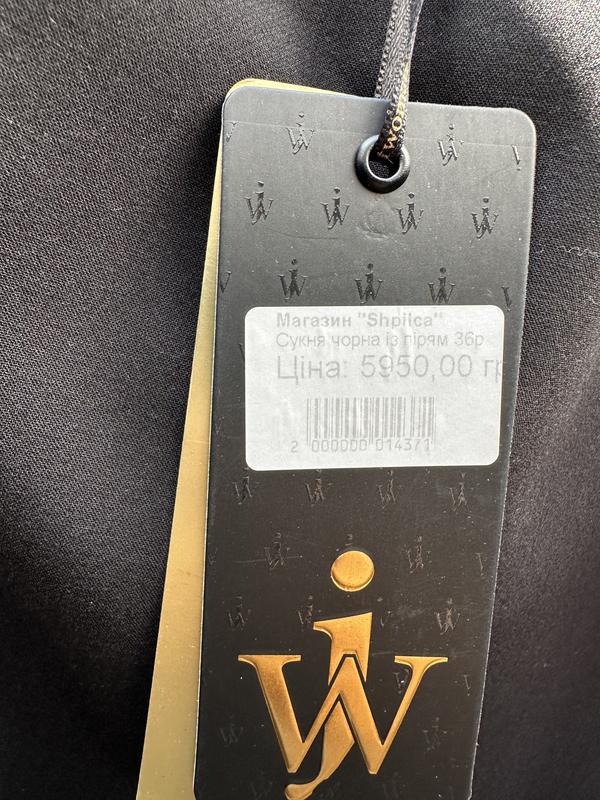 Магазин "Shpilca"
Сукня чорна із пірям 36р
Ціна: 5950,00 гр
2 000000 014371